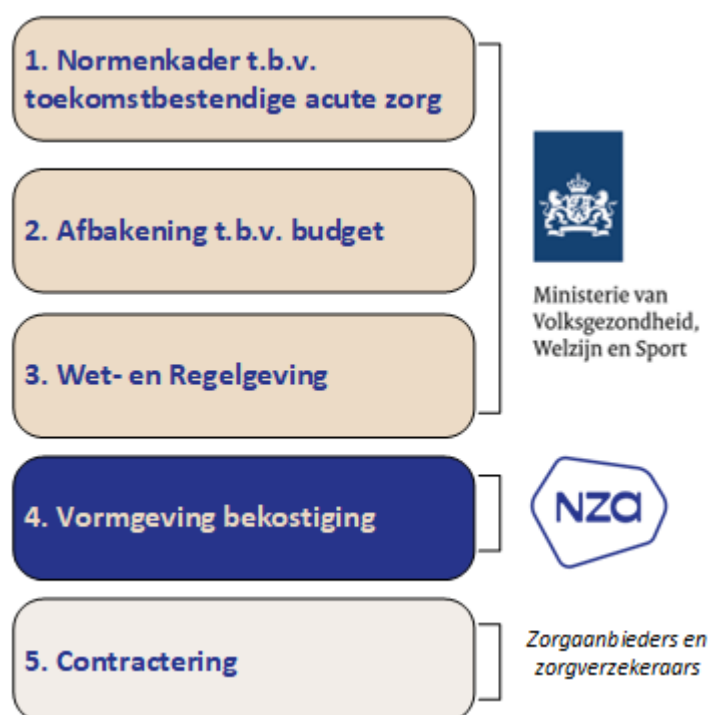 1. Normenkader t.b.v.
toekomstbestendige acute zorg
2. Afbakening t.b.v. budget
3. Wet- en Regelgeving
Ministerie van
Volksgezondheid,
Welzijn en Sport
4. Vormgeving bekostiging
NZa
5. Contractering
Zorgaanbieders en
zorgverzekeraars